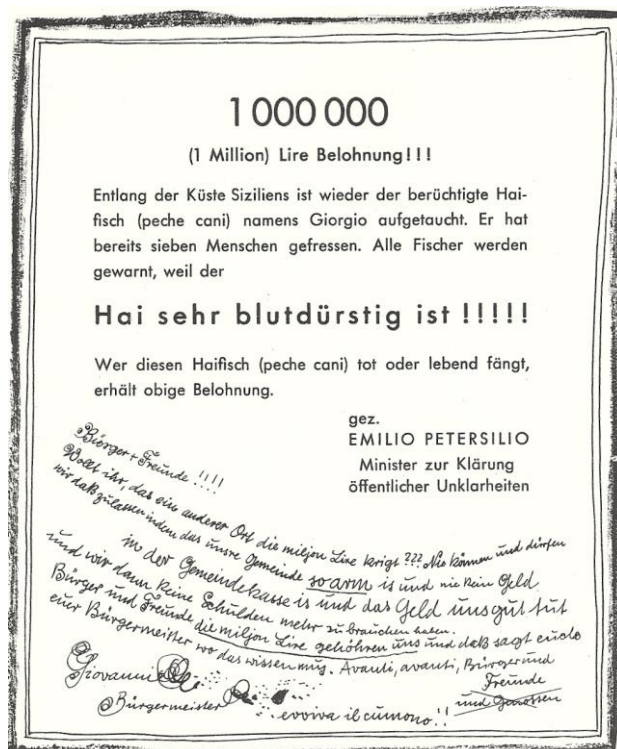 1 000 000
(1 Million) Lire Belohnung!!!
Entlang der Küste Siziliens ist wieder der berüchtigte Hai-
fisch (peche cani) namens Giorgio aufgetaucht. Er hat
bereits sieben Menschen gefressen. Alle Fischer werden
gewarnt, weil der
Hai sehr blutdürstig ist !!!!!
Wer diesen Haifisch (peche cani) tot oder lebend fängt,
erhält obige Belohnung.
gez.
EMILIO PETERSILIO
Minister zur Klärung
öffentlicher Unklarheiten
Bürger + Freunde !!!!
Wollt ihr, das eine anderer Ort die miljon Lire krigt ??? Nie können und dürfen
wir daß zulassen indem das unsre Gemeinde so arm is und nie kein Geld
in der Gemeindekasse is und das Geld uns gut tut
und wir dann keine Schulden mehr zu brauchen haben.
Bürger und Freunde die miljon Lire gehöhren uns und daß sagt euch
euer Bürgermeister wo das wissen muß. Avanti, avanti, Bürger und
Freunde
und Genossen
Giovanni
Bürgermeister
evviva il cumono !!